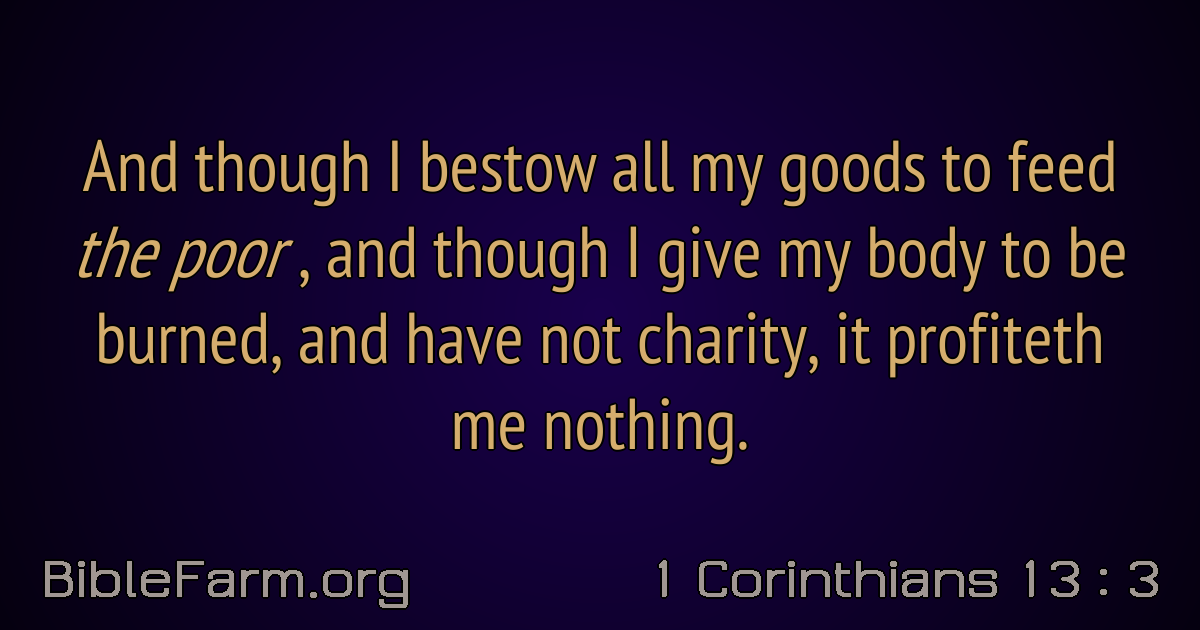 And though I bestow all my goods to feed
the poor , and though I give my body to be
burned, and have not charity, it profiteth
me nothing.
BibleFarm.org
1 Corinthians 13 : 3